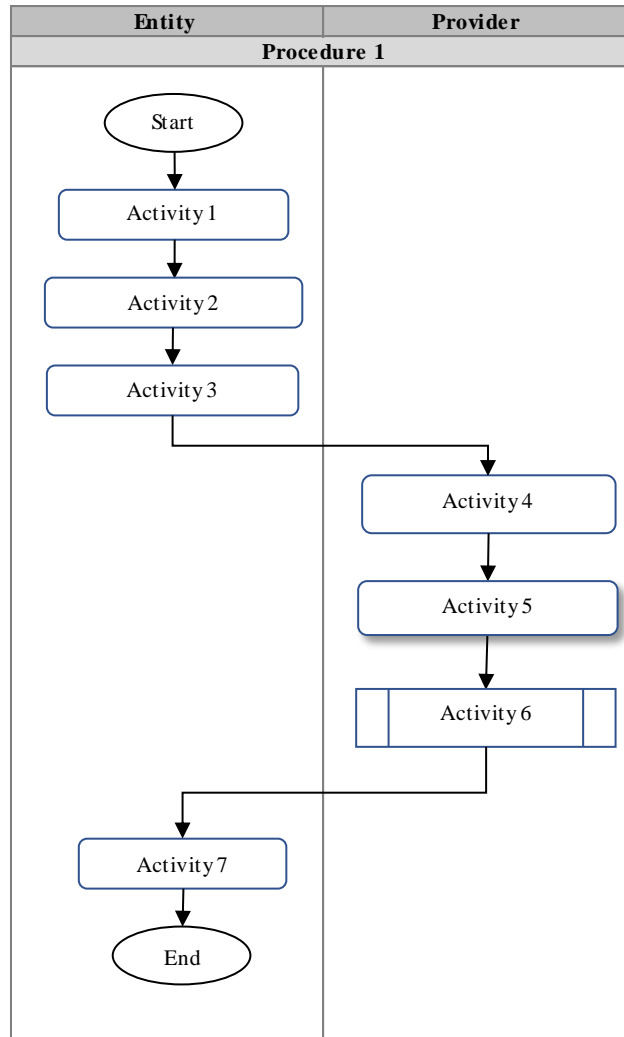 Entity Provider
Procedure 1
Start
Activity 1
Activity 2
Activity 3
Activity 4
Activity 5
Activity 6
Activity 7
End